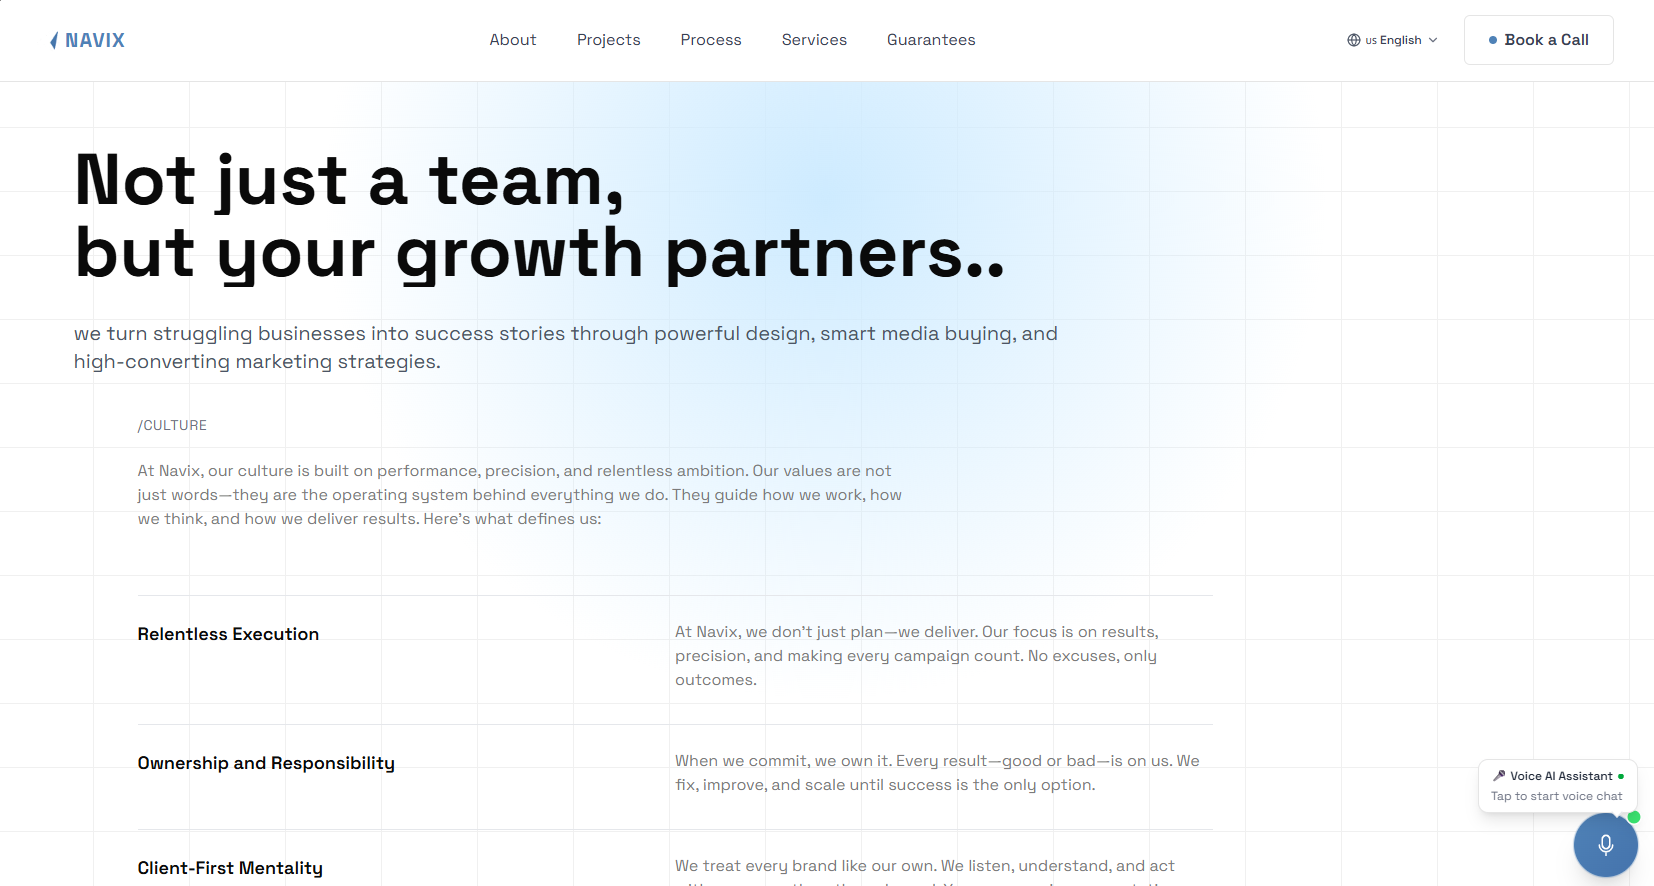 NAVIX
About
Projects
Process
Services
Guarantees
us English
Book a Call
Not just a team,
but your growth partners..
we turn struggling businesses into success stories through powerful design, smart media buying, and
high-converting marketing strategies.
/CULTURE
At Navix, our culture is built on performance, precision, and relentless ambition. Our values are not
just words—they are the operating system behind everything we do. They guide how we work, how
we think, and how we deliver results. Here's what defines us:
Relentless Execution
At Navix, we don't just plan—we deliver. Our focus is on results,
precision, and making every campaign count. No excuses, only
outcomes.
Ownership and Responsibility
When we commit, we own it. Every result—good or bad—is on us. We
fix, improve, and scale until success is the only option.
Voice AI Assistant
Tap to start voice chat
Client-First Mentality
We treat every brand like our own. We listen, understand, and act